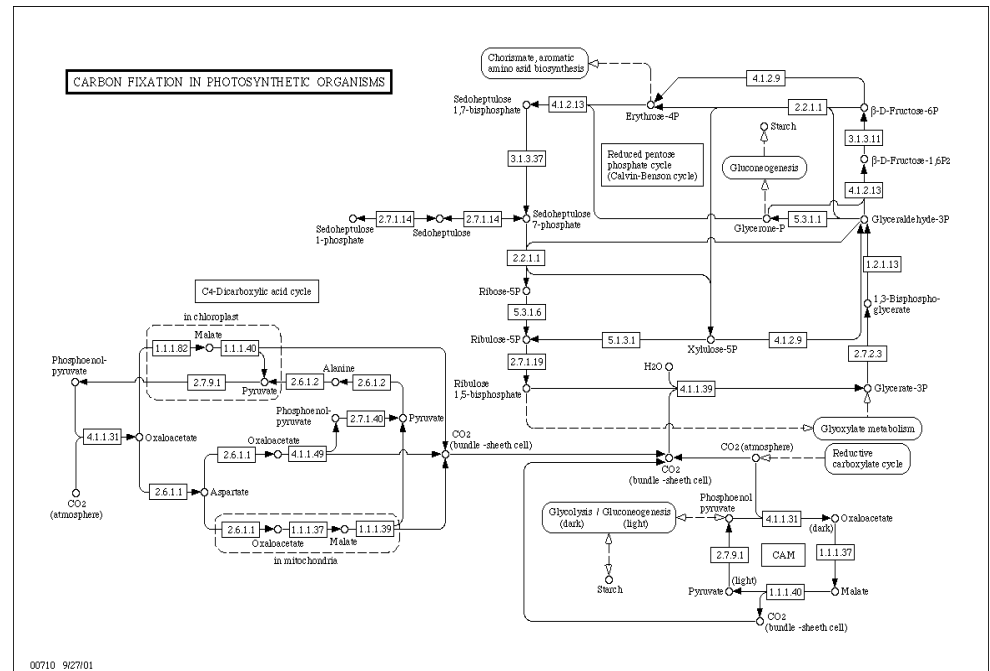 CARBON FIXATION IN PHOTOSYNTHETIC ORGANISMS
Chorismate, aromatic
amino asid biosynthesis
4.1.2.9
Sedoheptulose
1,7-bisphosphate
4.1.2.13
Erythrose-4P
2.2.1.1
β-D-Fructose-6P
Starch
3.1.3.11
3.1.3.37
Reduced pentose
phosphate cycle
(Calvin-Benson cycle)
Gluconeogenesis
β-D-Fructose-1,6P2
4.1.2.13
2.7.1.14
2.7.1.14
Sedoheptulose
1-phosphate
Sedoheptulose
Sedoheptulose
7-phosphate
Glycerone-P
5.3.1.1
Glyceraldehyde-3P
2.2.1.1
1.2.1.13
C4-Dicarboxylic acid cycle
Ribose-5P
1,3-Bisphospho-
glycerate
5.3.1.6
in chloroplast
Malate
1.1.1.82
1.1.1.40
Ribulose-5P
5.1.3.1
Xylulose-5P
4.1.2.9
2.7.2.3
Phosphoenol-
pyruvate
2.7.9.1
Pyruvate
2.6.1.2
Alanine
2.6.1.2
2.7.1.19
H2O
Ribulose
1,5-bisphosphate
4.1.1.39
Glycerate-3P
Phosphoenol-
pyruvate
2.7.1.40
Pyruvate
4.1.1.31
Oxaloacetate
Glyoxylate metabolism
Oxaloacetate
2.6.1.1
4.1.1.49
CO2
(bundle -sheeth cell)
CO2 (atmosphere)
Reductive
carboxylate cycle
CO2
(bundle -sheeth cell)
2.6.1.1
Aspartate
CO2
(atmosphere)
Phosphoenol
pyruvate
Glycolysis / Gluconeogenesis
(dark)
(light)
4.1.1.31
Oxaloacetate
(dark)
2.6.1.1
Oxaloacetate
1.1.1.37
Malate
1.1.1.39
in mitochondria
2.7.9.1
CAM
1.1.1.37
Starch
(light)
Pyruvate
1.1.1.40
Malate
CO2
(bundle -sheeth cell)
00710 9/27/01